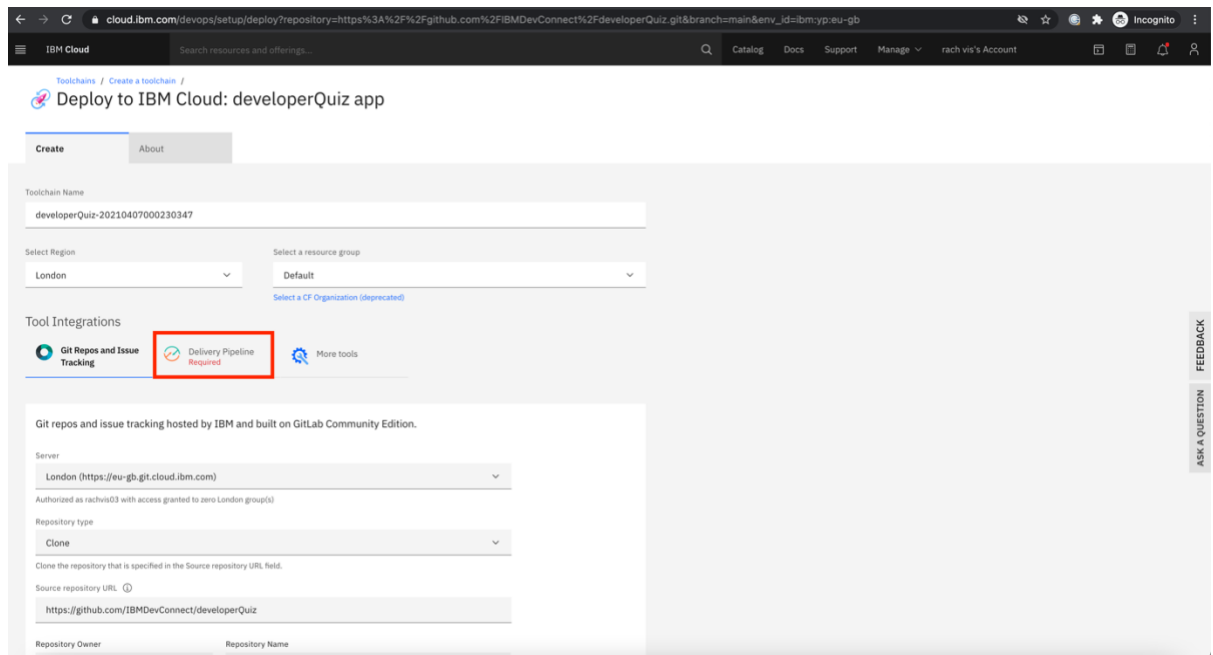 cloud.ibm.com/devops/setup/deploy?repository=https%3A%2F%2Fgithub.com%2FIBMDevConnect%2FdeveloperQuiz.git&branch=main&env_id=ibm:yp:eu-gb
Incognito
IBM Cloud
Search resources and offerings...
Catalog
Docs
Support
Manage
rach vis's Account
Toolchains / Create a toolchain /
Deploy to IBM Cloud: developerQuiz app
Create
About
Toolchain Name
developerQuiz-20210407000230347
Select Region
Select a resource group
London
Default
Select a CF Organization (deprecated)
Tool Integrations
Git Repos and Issue
Tracking
Delivery Pipeline
Required
More tools
FEEDBACK
ASK A QUESTION
Git repos and issue tracking hosted by IBM and built on GitLab Community Edition.
Server
London (https://eu-gb.git.cloud.ibm.com)
Authorized as rachvis03 with access granted to zero London group(s)
Repository type
Clone
Clone the repository that is specified in the Source repository URL field.
Source repository URL
https://github.com/IBMDevConnect/developerQuiz
Repository Owner
Repository Name